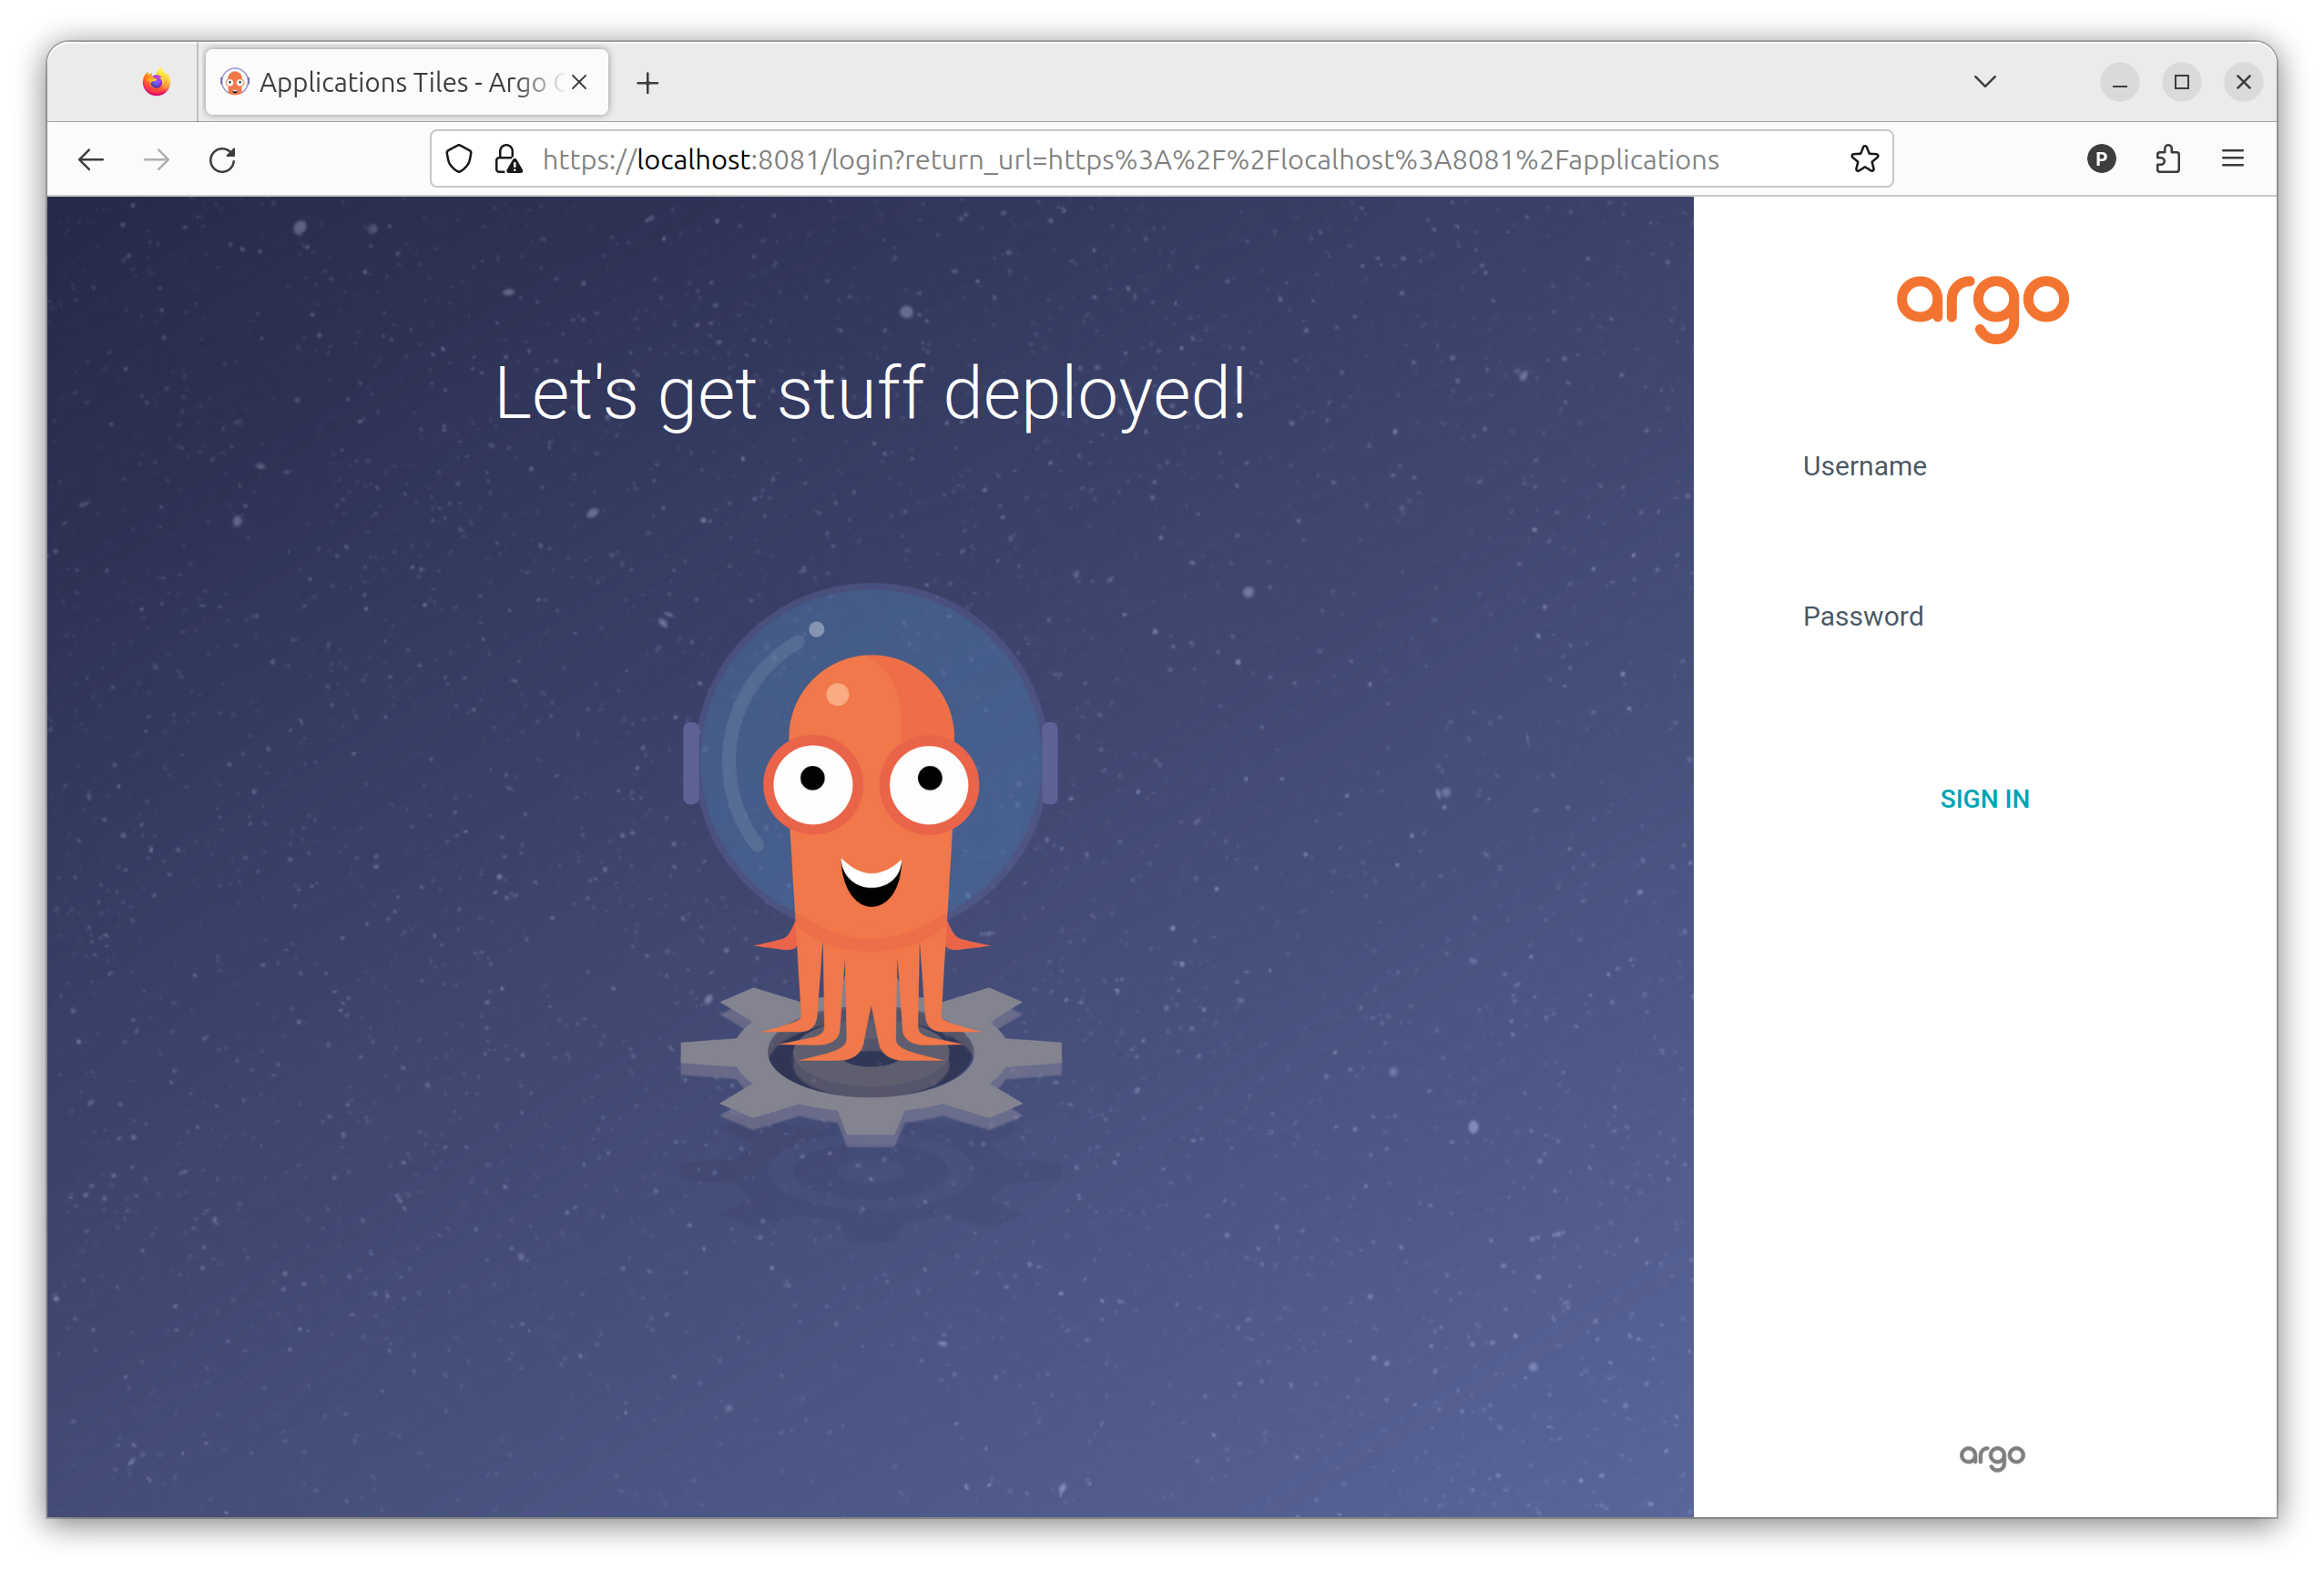 Applications Tiles - Argo C
https://localhost:8081/login?return_url=https%3A%2F%2Flocalhost%3A8081%2Fapplications
P
Let's get stuff deployed!
argo
Username
Password
SIGN IN
argo